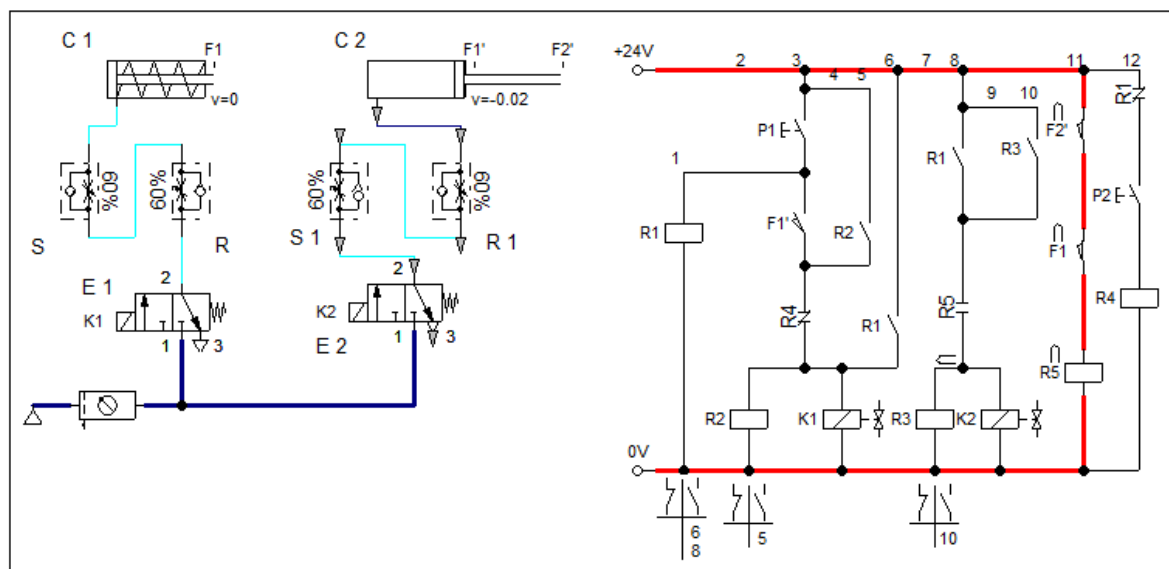 C 1
F1
v=0
C 2
F1'
F2'
v=-0.02
%09
60%
60%
%09
S
R
S 1
R 1
E 1
2
K1
1
3
2
K2
1
3
E 2
+24V
2
3
4
5
6
7
8
9
10
11
12
R1
P1
F2'
1
R1
R3
P2
R1
F1'
R2
F1
R4
R5
R1
R4
R5
R2
K1
R3
K2
0V
6
8
5
10